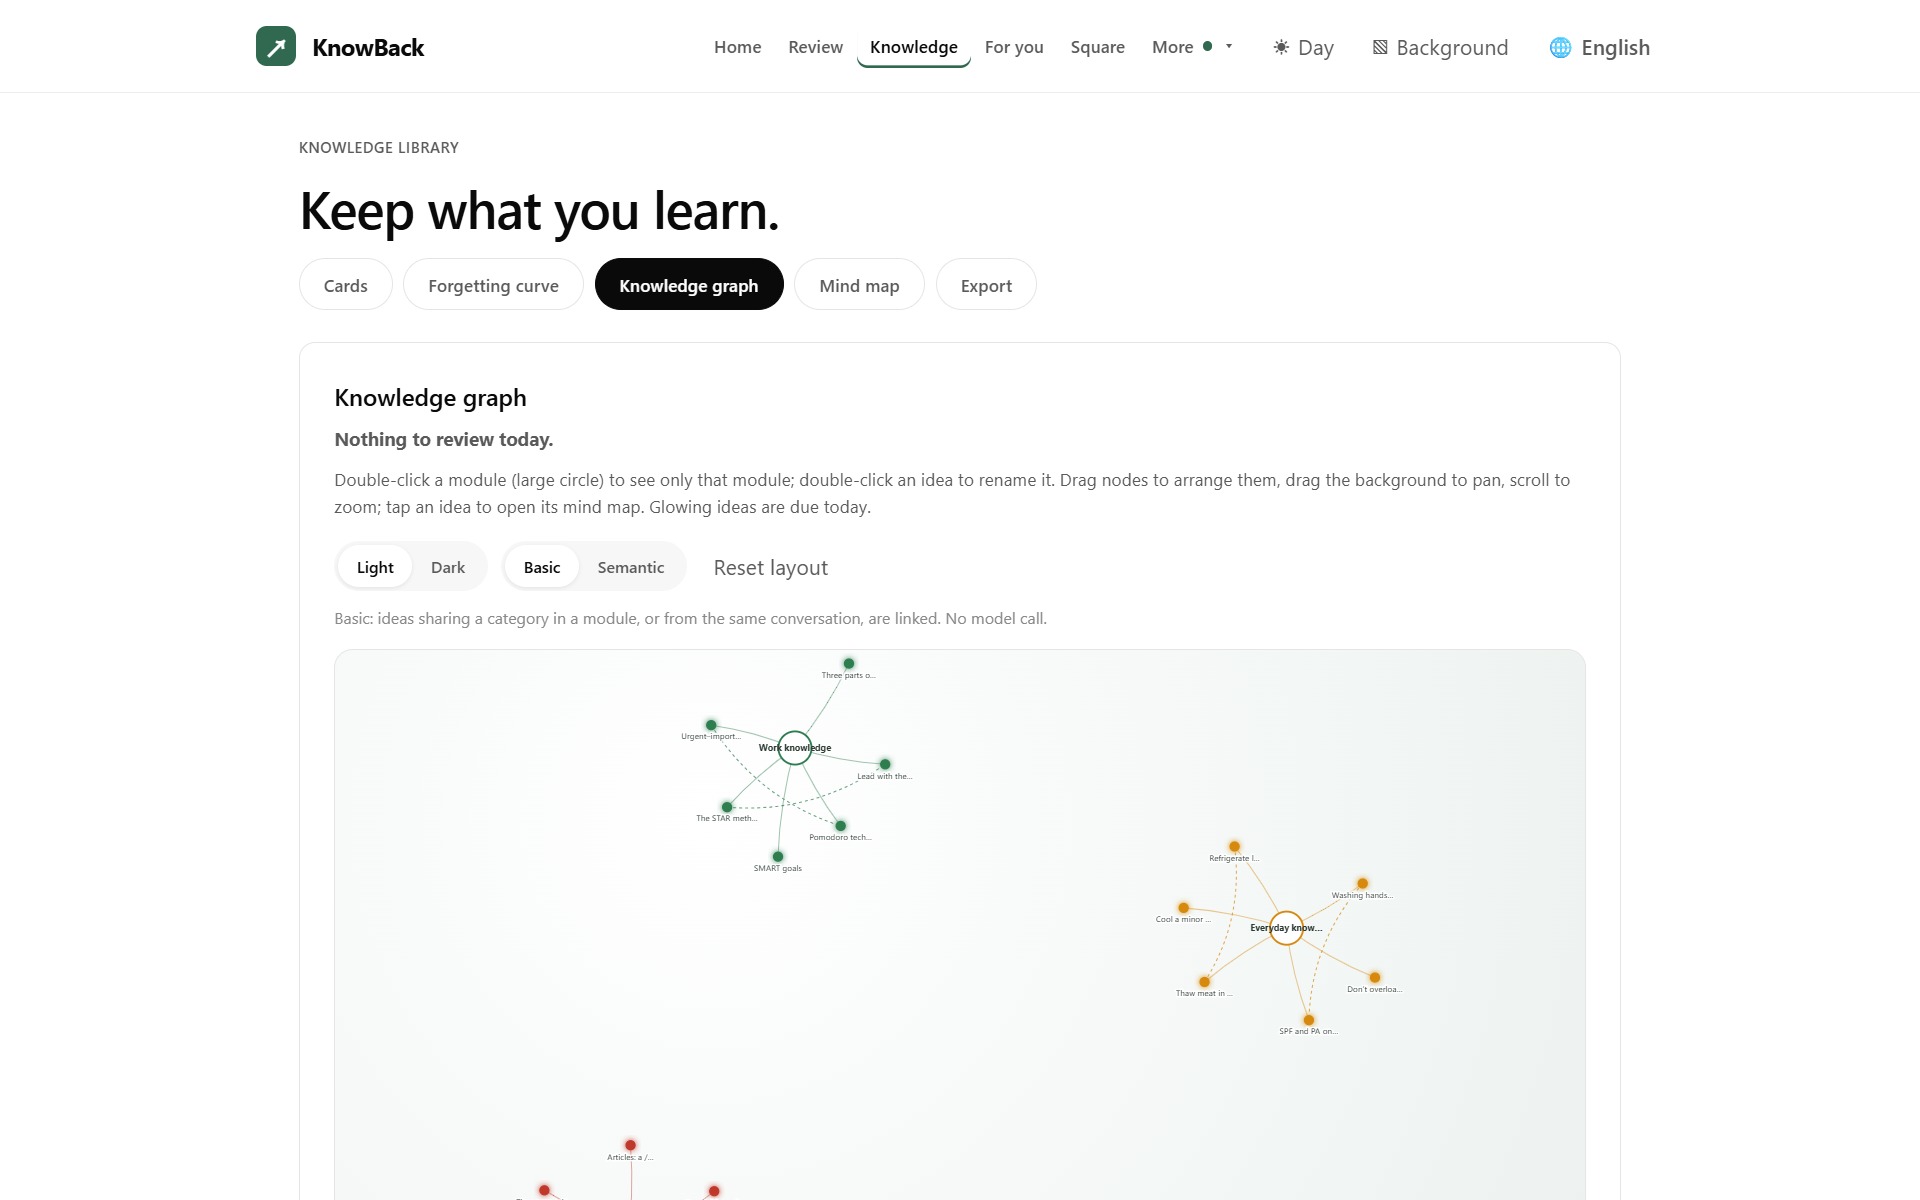 KnowBack
Home
Review
Knowledge
For you
Square
More
Day
Background
English
KNOWLEDGE LIBRARY
Keep what you learn.
Cards
Forgetting curve
Knowledge graph
Mind map
Export
Knowledge graph
Nothing to review today.
Double-click a module (large circle) to see only that module; double-click an idea to rename it. Drag nodes to arrange them, drag the background to pan, scroll to
zoom; tap an idea to open its mind map. Glowing ideas are due today.
Light
Dark
Basic
Semantic
Reset layout
Basic: ideas sharing a category in a module, or from the same conversation, are linked. No model call.
Three parts o...
Urgent–import...
Work knowledge
Lead with the...
The STAR meth...
Pomodoro tech...
SMART goals
Refrigerate l...
Washing hands...
Cool a minor ...
Everyday know...
Thaw meat in ...
Don't overloa...
SPF and PA on...
Articles: a /...